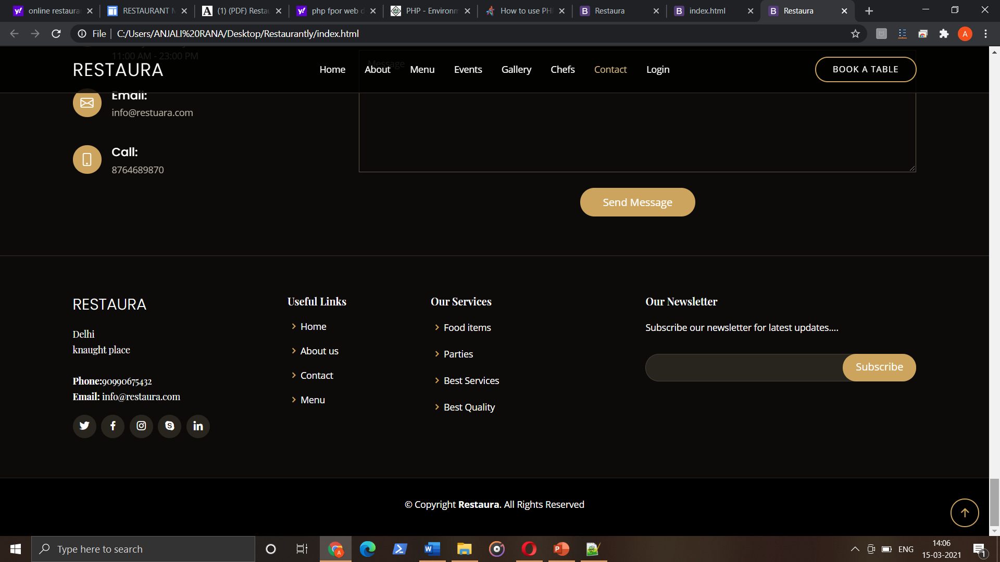 online restaura
RESTAURANT M
(1) (PDF) Restau
php fpor web d
PHP - Environm
How to use PH
Restaura
index.html
Restaura
File
C:/Users/ANJALI%20RANA/Desktop/Restaurantly/index.html
A
11:00 AM - 23:00 PM
Message
RESTAURA
Home
About
Menu
Events
Gallery
Chefs
Contact
Login
BOOK A TABLE
Email:
info@restuara.com
Call:
8764689870
Send Message
RESTAURA
Delhi
knaught place
Phone:90990675432
Email: info@restaura.com
Useful Links
Home
About us
Contact
Menu
Our Services
Food items
Parties
Best Services
Best Quality
Our Newsletter
Subscribe our newsletter for latest updates....
Subscribe
© Copyright Restaura. All Rights Reserved
Type here to search
ENG
14:06
15-03-2021
1